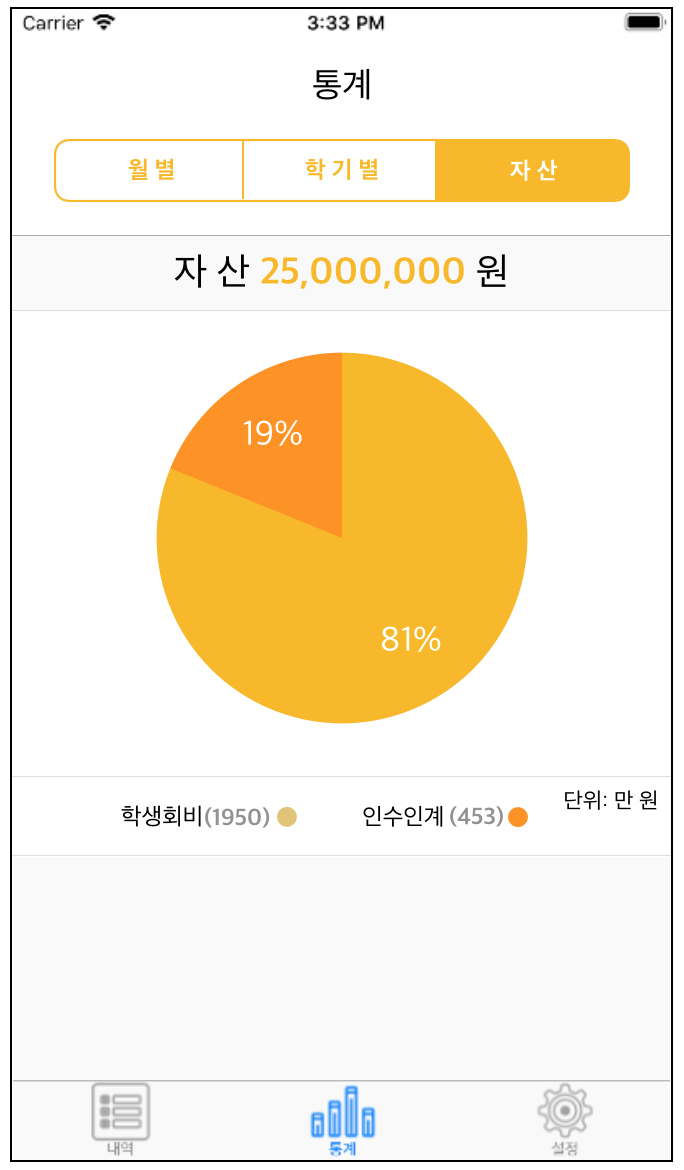 Carrier 3:33 PM
통계
월별 학기별 자산
자 산 25,000,000 원
19%
81%
단위: 만 원
학생회비(1950) 인수인계 (453)
내역 통계 설정